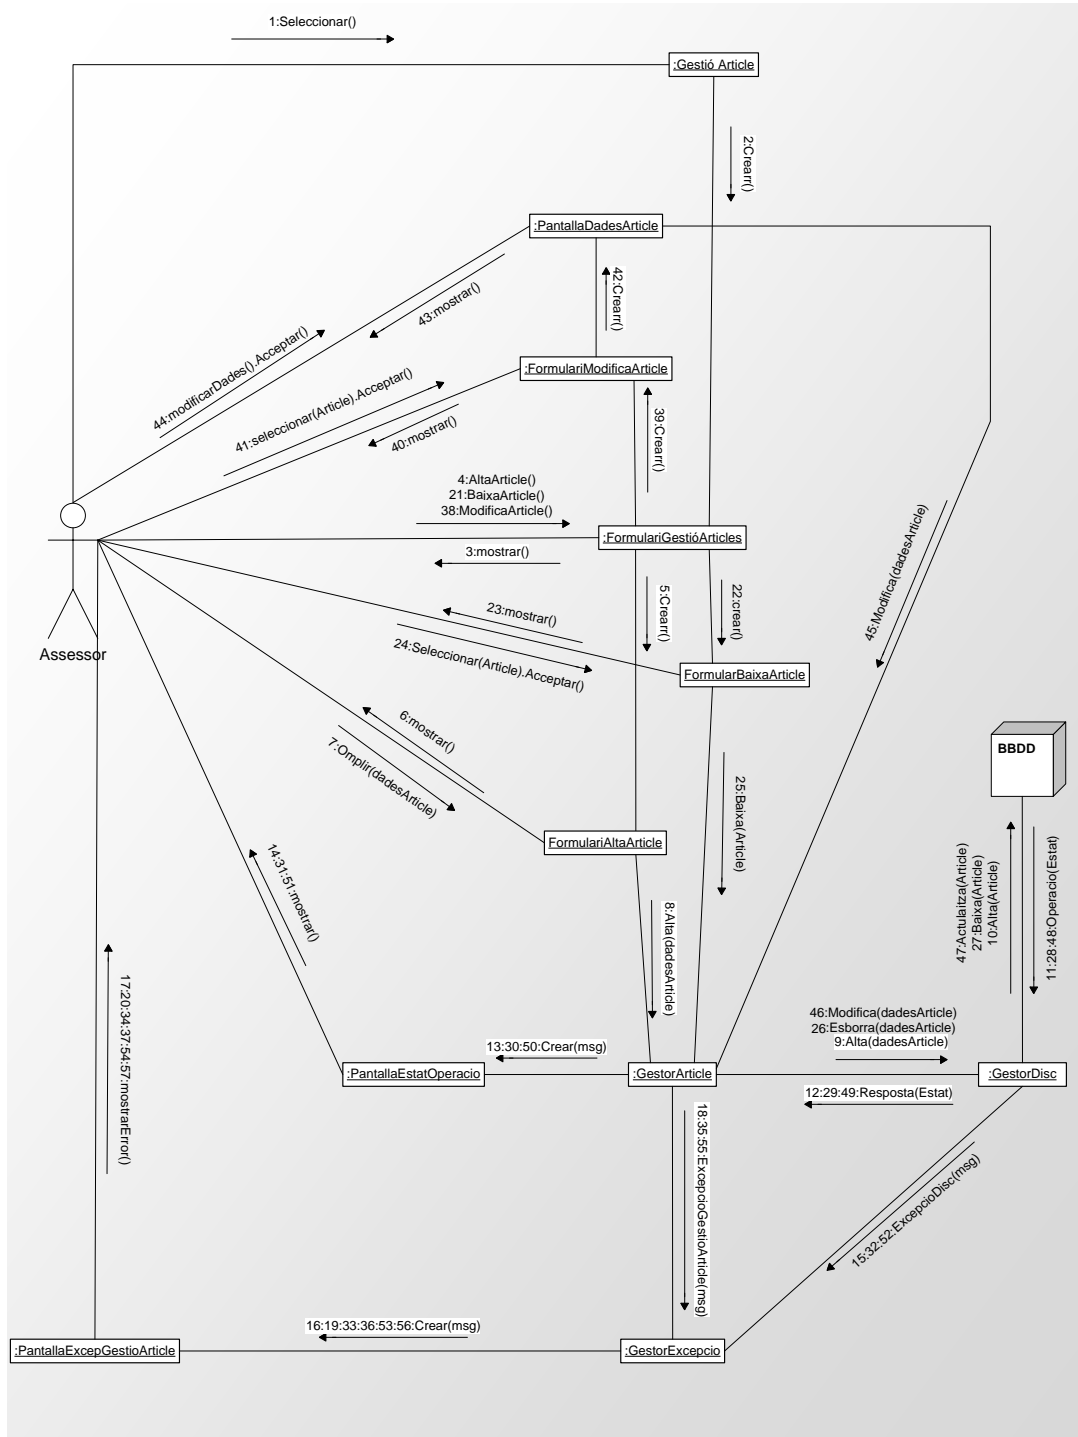 1:Seleccionar()
:Gestió Article
2:Crearr()
:PantallaDadesArticle
42:Crearr()
43:mostrar()
44:modificarDades().Acceptar()
:FormulariModificaArticle
41:seleccionar(Article).Acceptar()
40:mostrar()
39:Crearr()
4:AltaArticle()
21:BaixaArticle()
38:ModificaArticle()
:FormulariGestióArticles
3:mostrar()
45:Modifica(dadesArticle)
5:Crearr()
22:crear()
23:mostrar()
24:Seleccionar(Article).Acceptar()
Assessor
FormularBaixaArticle
6:mostrar()
7:Omplir(dadesArticle)
BBDD
25:Baixa(Article)
FormulariAltaArticle
14:31:51:mostrar()
47:Actulaitza(Article)
27:Baixa(Article)
10:Alta(Article)
11:28:48:Operacio(Estat)
8:Alta(dadesArticle)
17:20:34:37:54:57:mostrarError()
46:Modifica(dadesArticle)
26:Esborra(dadesArticle)
9:Alta(dadesArticle)
13:30:50:Crear(msg)
:PantallaEstatOperacio
:GestorArticle
:GestorDisc
12:29:49:Resposta(Estat)
18:35:55:ExcepcioGestioArticle(msg)
15:32:52:ExcepcioDisc(msg)
16:19:33:36:53:56:Crear(msg)
:PantallaExcepGestioArticle
:GestorExcepcio